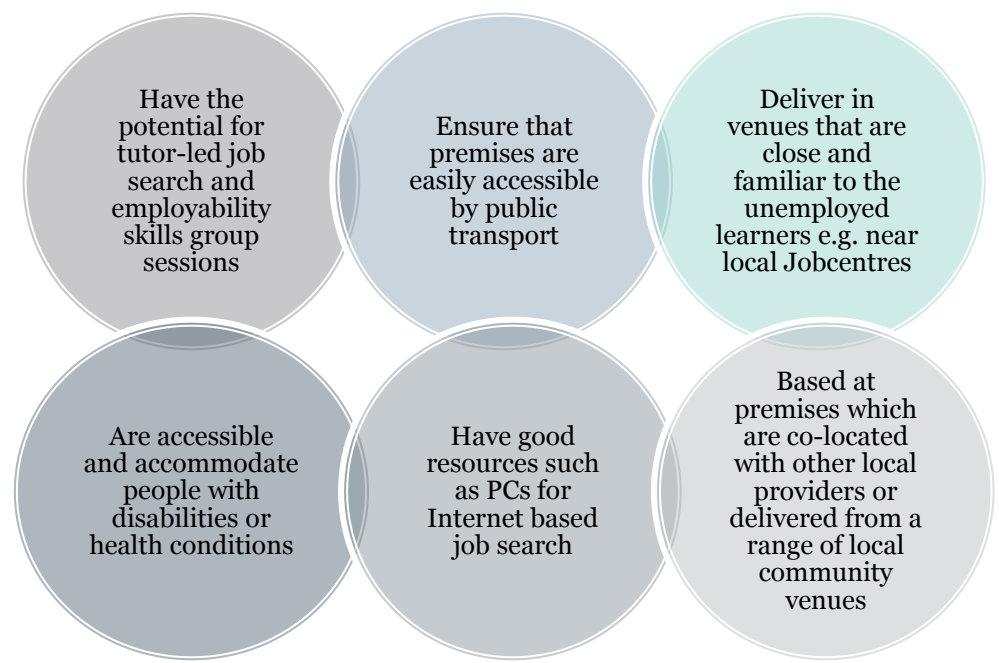 Have the
potential for
tutor-led job
search and
employability
skills group
sessions
Ensure that
premises are
easily accessible
by public
transport
Deliver in
venues that are
close and
familiar to the
unemployed
learners e.g. near
local Jobcentres
Are accessible
and accommodate
people with
disabilities or
health conditions
Have good
resources such
as PCs for
Internet based
job search
Based at
premises which
are co-located
with other local
providers or
delivered from a
range of local
community
venues